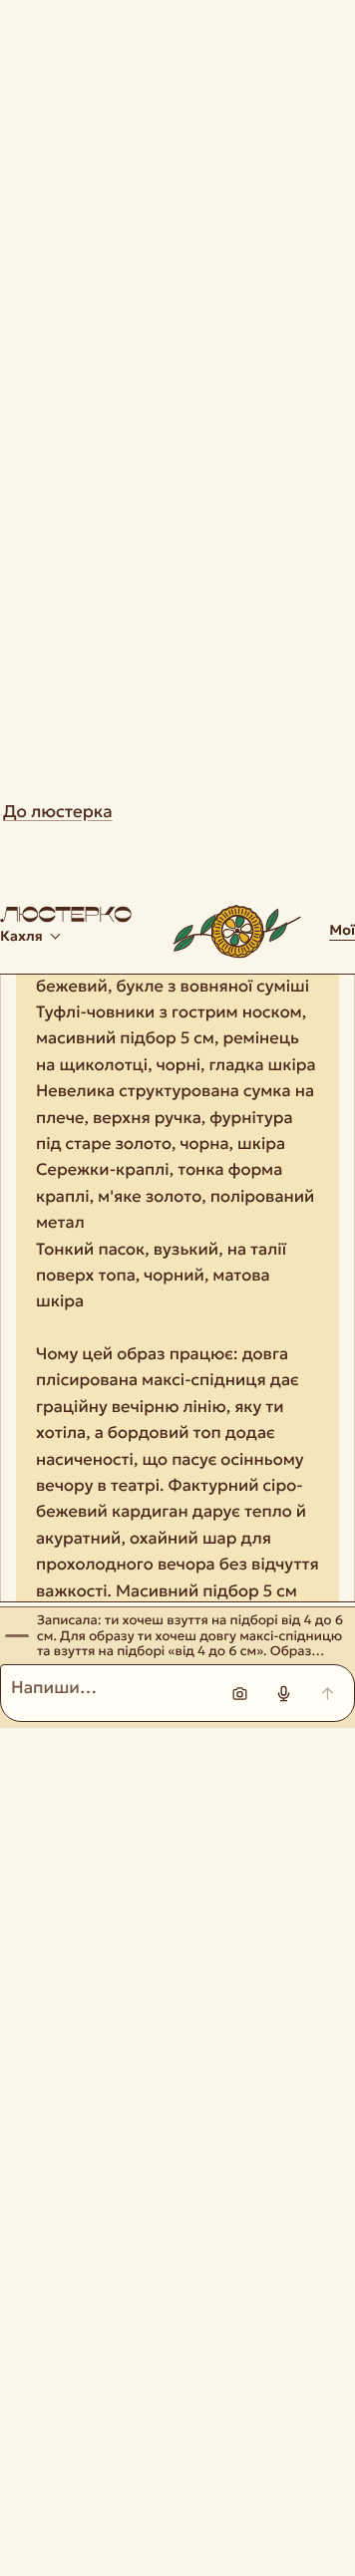 До люстерка
ЛЮСТЕРКО
Кахля
Мої
бежевий, букле з вовняної суміші
Туфлі-човники з гострим носком,
масивний підбор 5 см, ремінець
на щиколотці, чорні, гладка шкіра
Невелика структурована сумка на
плече, верхня ручка, фурнітура
під старе золото, чорна, шкіра
Сережки-краплі, тонка форма
краплі, м'яке золото, полірований
метал
Тонкий пасок, вузький, на талії
поверх топа, чорний, матова
шкіра
Чому цей образ працює: довга
плісирована максі-спідниця дає
граційну вечірню лінію, яку ти
хотіла, а бордовий топ додає
насиченості, що пасує осінньому
вечору в театрі. Фактурний сіро-
бежевий кардиган дарує тепло й
акуратний, охайний шар для
прохолодного вечора без відчуття
важкості. Масивний підбор 5 см
Записала: ти хочеш взуття на підборі від 4 до 6
см. Для образу ти хочеш довгу максі-спідницю
та взуття на підборі «від 4 до 6 см». Образ…
Напиши…